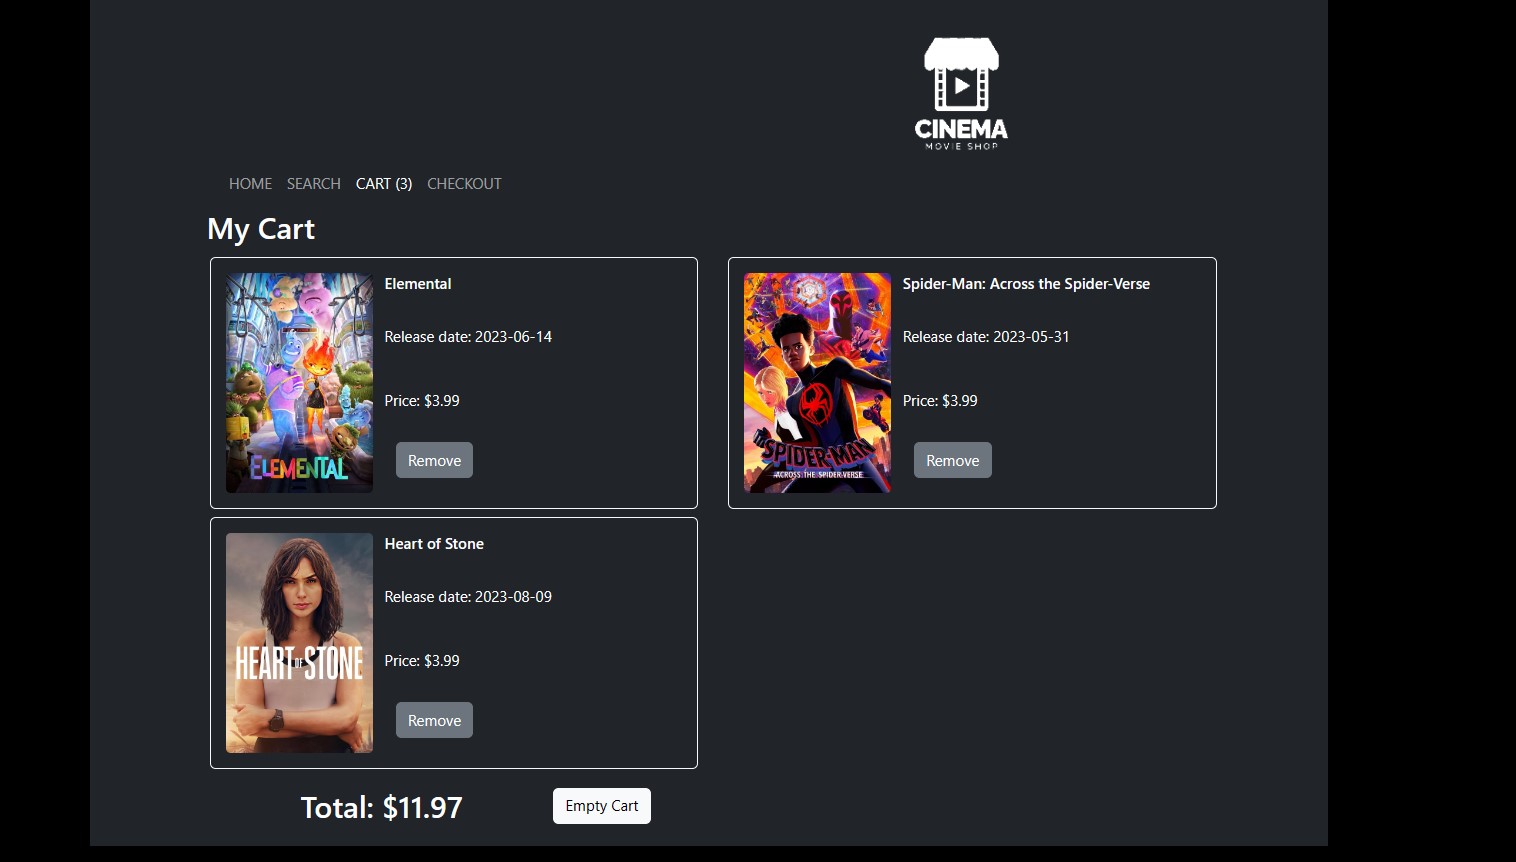 CINEMA
MOVIE SHOP
HOME SEARCH CART (3) CHECKOUT
My Cart
Elemental
Release date: 2023-06-14
Price: $3.99
Remove
ELEMENTAL
Spider-Man: Across the Spider-Verse
Release date: 2023-05-31
Price: $3.99
Remove
SPIDER-MAN
ACROSS THE SPIDER-VERSE
Heart of Stone
Release date: 2023-08-09
Price: $3.99
Remove
HEART OF STONE
Total: $11.97
Empty Cart